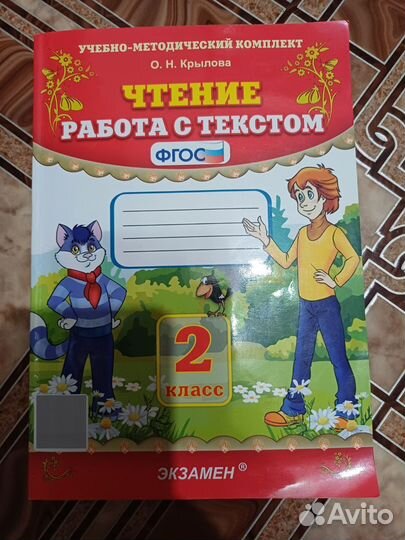 УЧЕБНО-МЕТОДИЧЕСКИЙ КОМПЛЕКТ
О. Н. Крылова
ЧТЕНИЕ
РАБОТА С ТЕКСТОМ
ФГОС
2
класс
ЭКЗАМЕН®
Avito